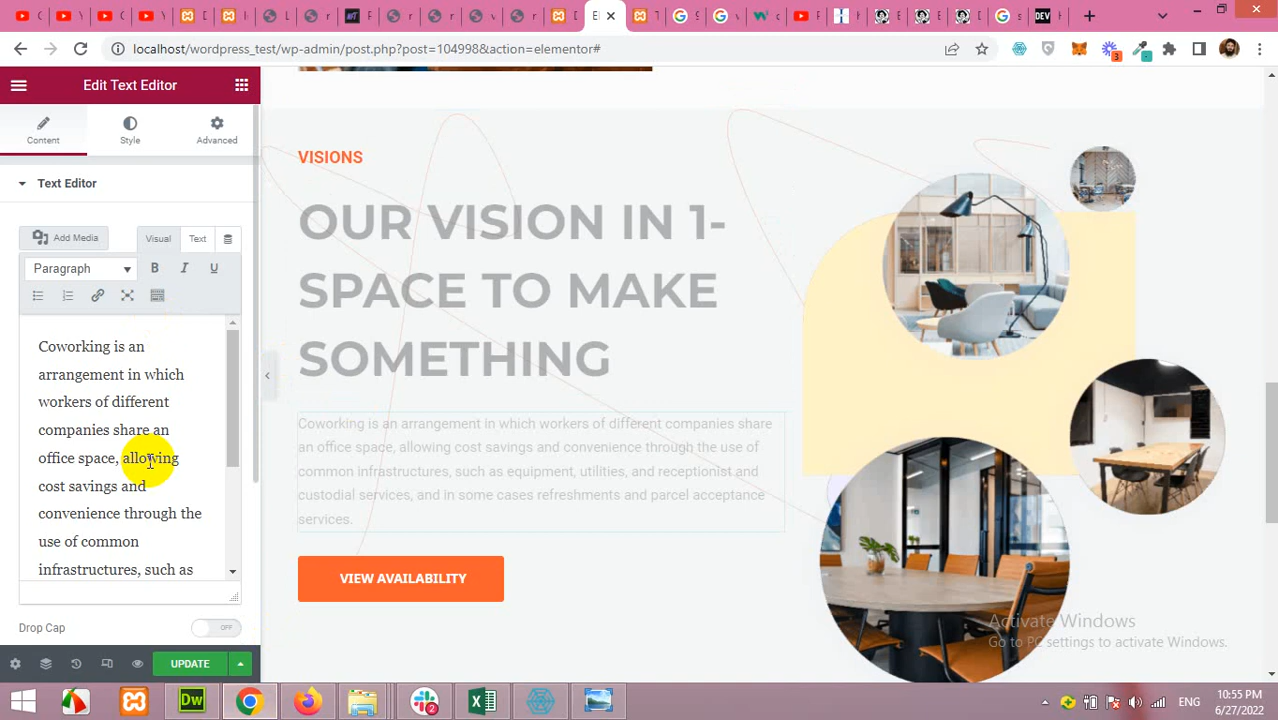 El
localhost/wordpress_test/wp-admin/post.php?post=104998&action=elementor#
3
Edit Text Editor
Content
Style
Advanced
Text Editor
Add Media
Visual
Text
Paragraph
B
I
U
Coworking is an
arrangement in which
workers of different
companies share an
office space, allowing
cost savings and
convenience through the
use of common
infrastructures, such as
Drop Cap
OFF
UPDATE
VISIONS
OUR VISION IN 1-
SPACE TO MAKE
SOMETHING
Coworking is an arrangement in which workers of different companies share
an office space, allowing cost savings and convenience through the use of
common infrastructures, such as equipment, utilities, and receptionist and
custodial services, and in some cases refreshments and parcel acceptance
services.
VIEW AVAILABILITY
Activate Windows
Go to PC settings to activate Windows.
Dw
2
ENG
10:55 PM
6/27/2022